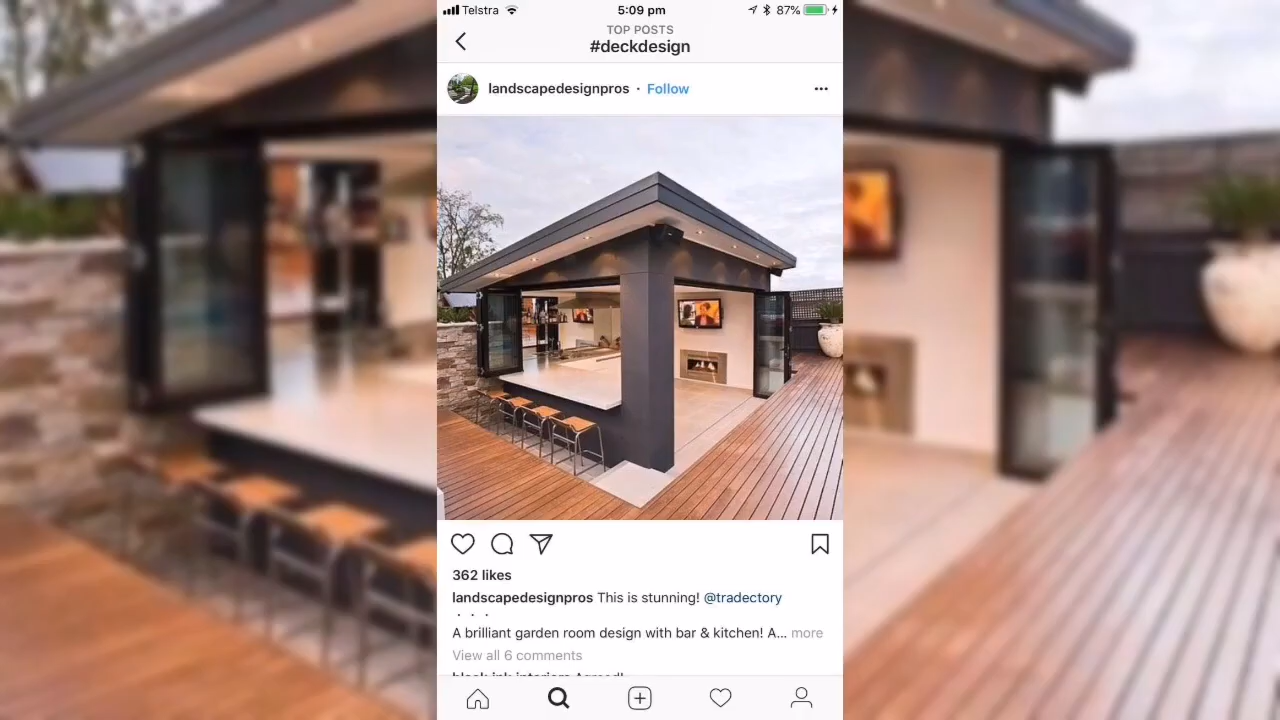 Telstra 5:09 pm 87%
TOP POSTS
#deckdesign
landscapedesignpros · Follow
362 likes
landscapedesignpros This is stunning! @tradectory
. . .
A brilliant garden room design with bar & kitchen! A... more
View all 6 comments